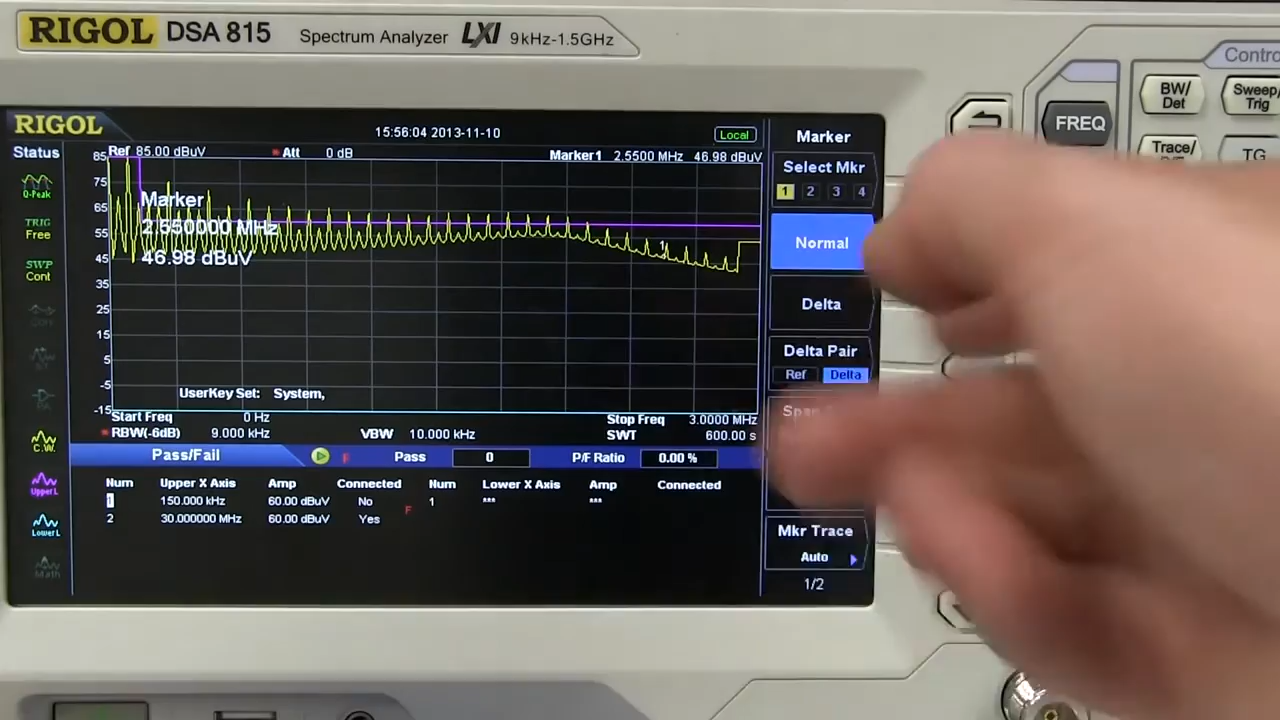 RIGOL DSA 815 Spectrum Analyzer LXI 9kHz-1.5GHz
Contro
BW/
Det
Sweep/
Trig
FREQ
Trace/
TG
RIGOL
15:56:04 2013-11-10
Local
Status
Ref 85.00 dBuV
Att 0 dB
Marker1 2.5500 MHz 46.98 dBuV
85
75
65
55
45
35
25
15
5
-5
-15
Q-Peak
TRIG
Free
SWP
Cont
C.W.
UpperL
LowerL
Math
Marker
2.550000 MHz
46.98 dBuV
1
UserKey Set: System,
Start Freq 0 Hz
Stop Freq 3.0000 MHz
RBW(-6dB) 9.000 kHz
VBW 10.000 kHz
SWT 600.00 s
Pass/Fail F Pass 0 P/F Ratio 0.00 %
Num Upper X Axis Amp Connected Num Lower X Axis Amp Connected
1 150.000 kHz 60.00 dBuV No 1 *** ***
2 30.000000 MHz 60.00 dBuV Yes
F
Marker
Select Mkr
1 2 3 4
Normal
Delta
Delta Pair
Ref Delta
Span
Mkr Trace
Auto
1/2